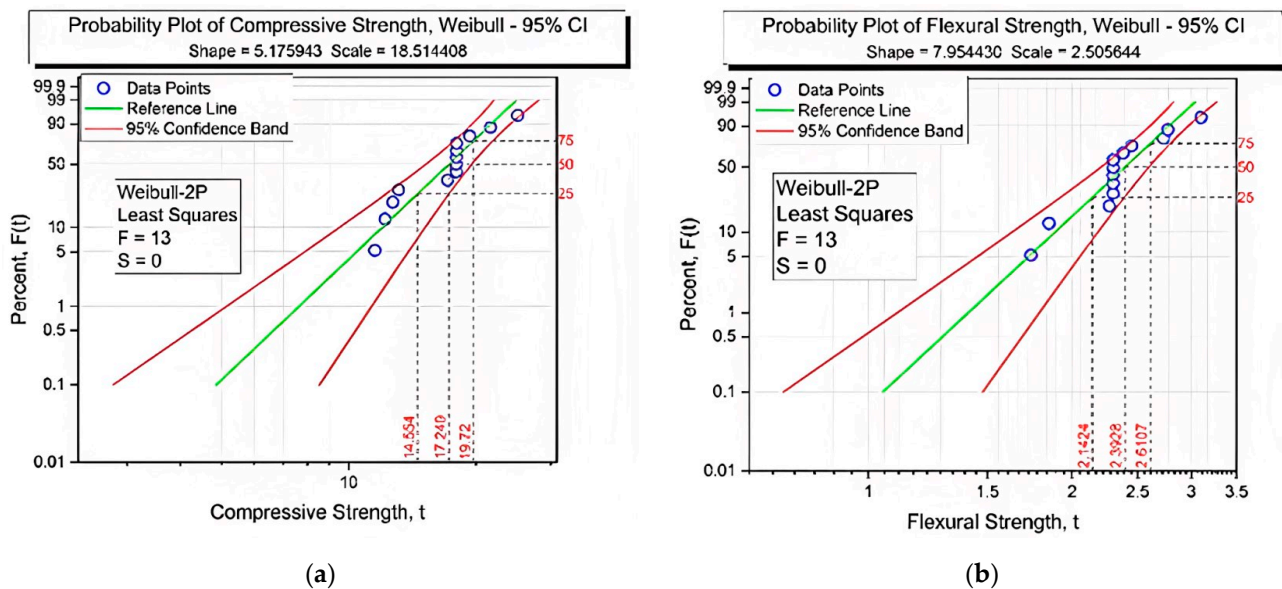 Probability Plot of Compressive Strength, Weibull - 95% CI
Shape = 5.175943 Scale = 18.514408
99.9
99
90
50
10
5
1
0.5
0.1
0.01
Percent, F(t)
Data Points
Reference Line
95% Confidence Band
Weibull-2P
Least Squares
F = 13
S = 0
75
50
25
14.554
17.249
19.72
10
Compressive Strength, t
(a)
Probability Plot of Flexural Strength, Weibull - 95% CI
Shape = 7.954430 Scale = 2.505644
99.9
99
90
50
10
5
1
0.5
0.1
0.01
Percent, F(t)
Data Points
Reference Line
95% Confidence Band
Weibull-2P
Least Squares
F = 13
S = 0
75
50
25
2.1424
2.3928
2.6107
1
1.5
2
2.5
3
3.5
Flexural Strength, t
(b)